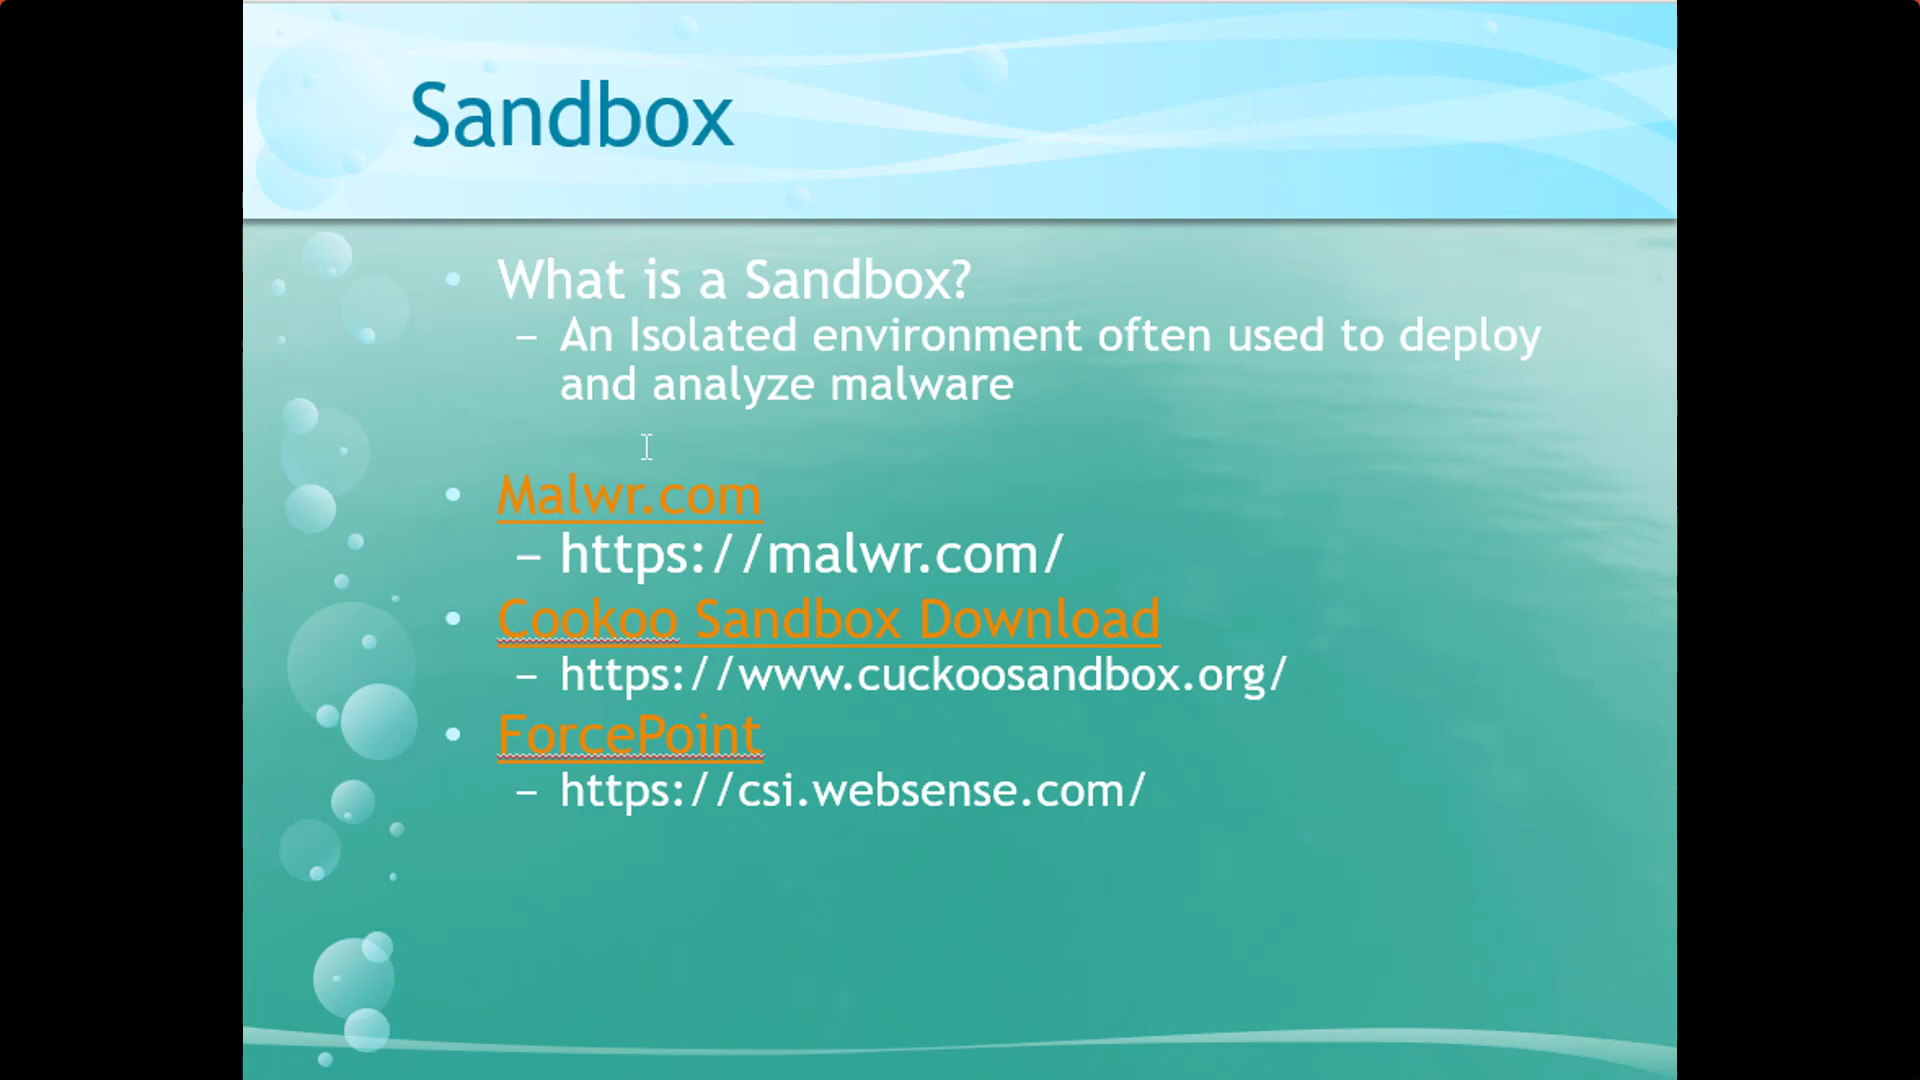 Sandbox
• What is a Sandbox?
– An Isolated environment often used to deploy
and analyze malware
• Malwr.com
– https://malwr.com/
• Cookoo Sandbox Download
– https://www.cuckoosandbox.org/
• ForcePoint
– https://csi.websense.com/